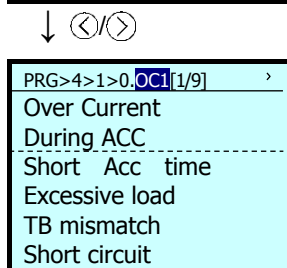 ↓ </>
PRG>4>1>0.OC1[1/9] ›
Over Current
During ACC
Short Acc time
Excessive load
TB mismatch
Short circuit